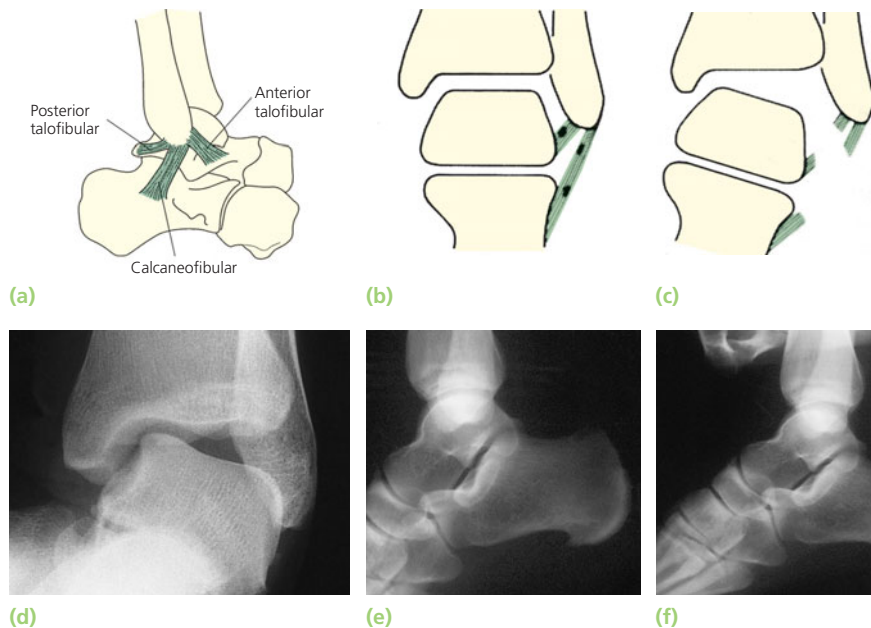 Posterior
talofibular
Anterior
talofibular
Calcaneofibular
(a)
(b)
(c)
(d)
(e)
(f)